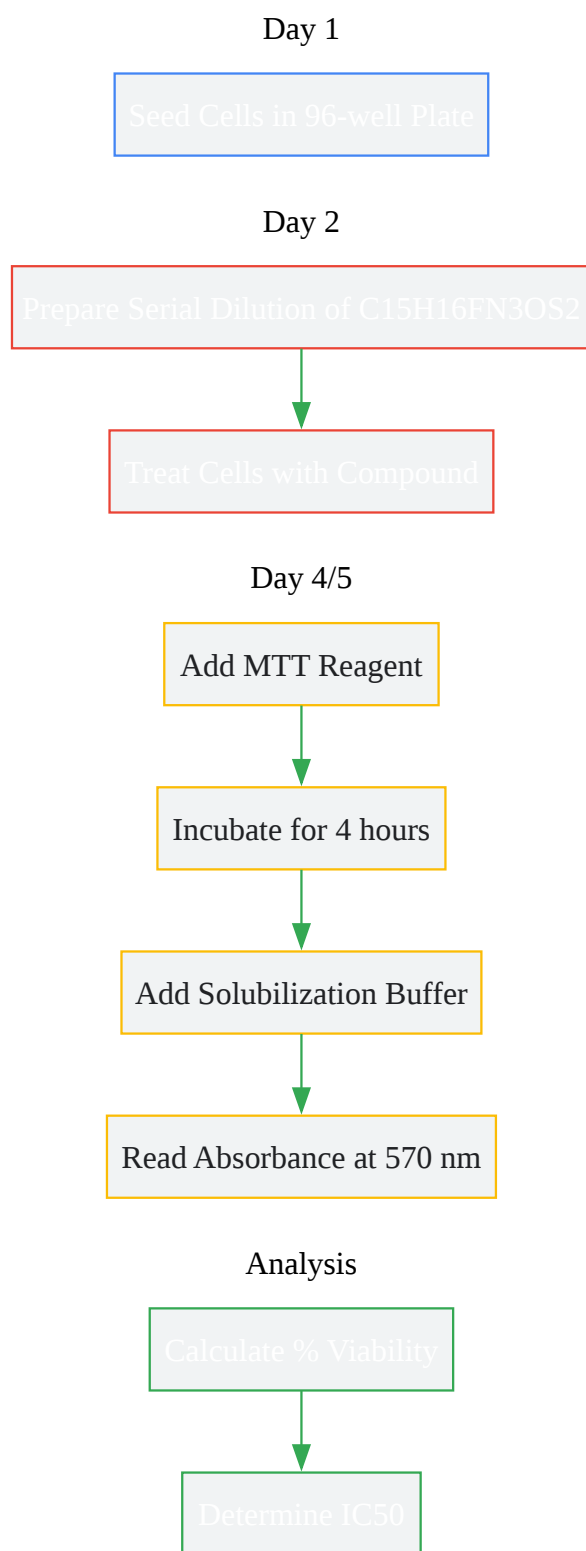 Day 1
Seed Cells in 96-well Plate
Day 2
Prepare Serial Dilution of C15H16FN3OS2
Treat Cells with Compound
Day 4/5
Add MTT Reagent
Incubate for 4 hours
Add Solubilization Buffer
Read Absorbance at 570 nm
Analysis
Calculate % Viability
Determine IC50